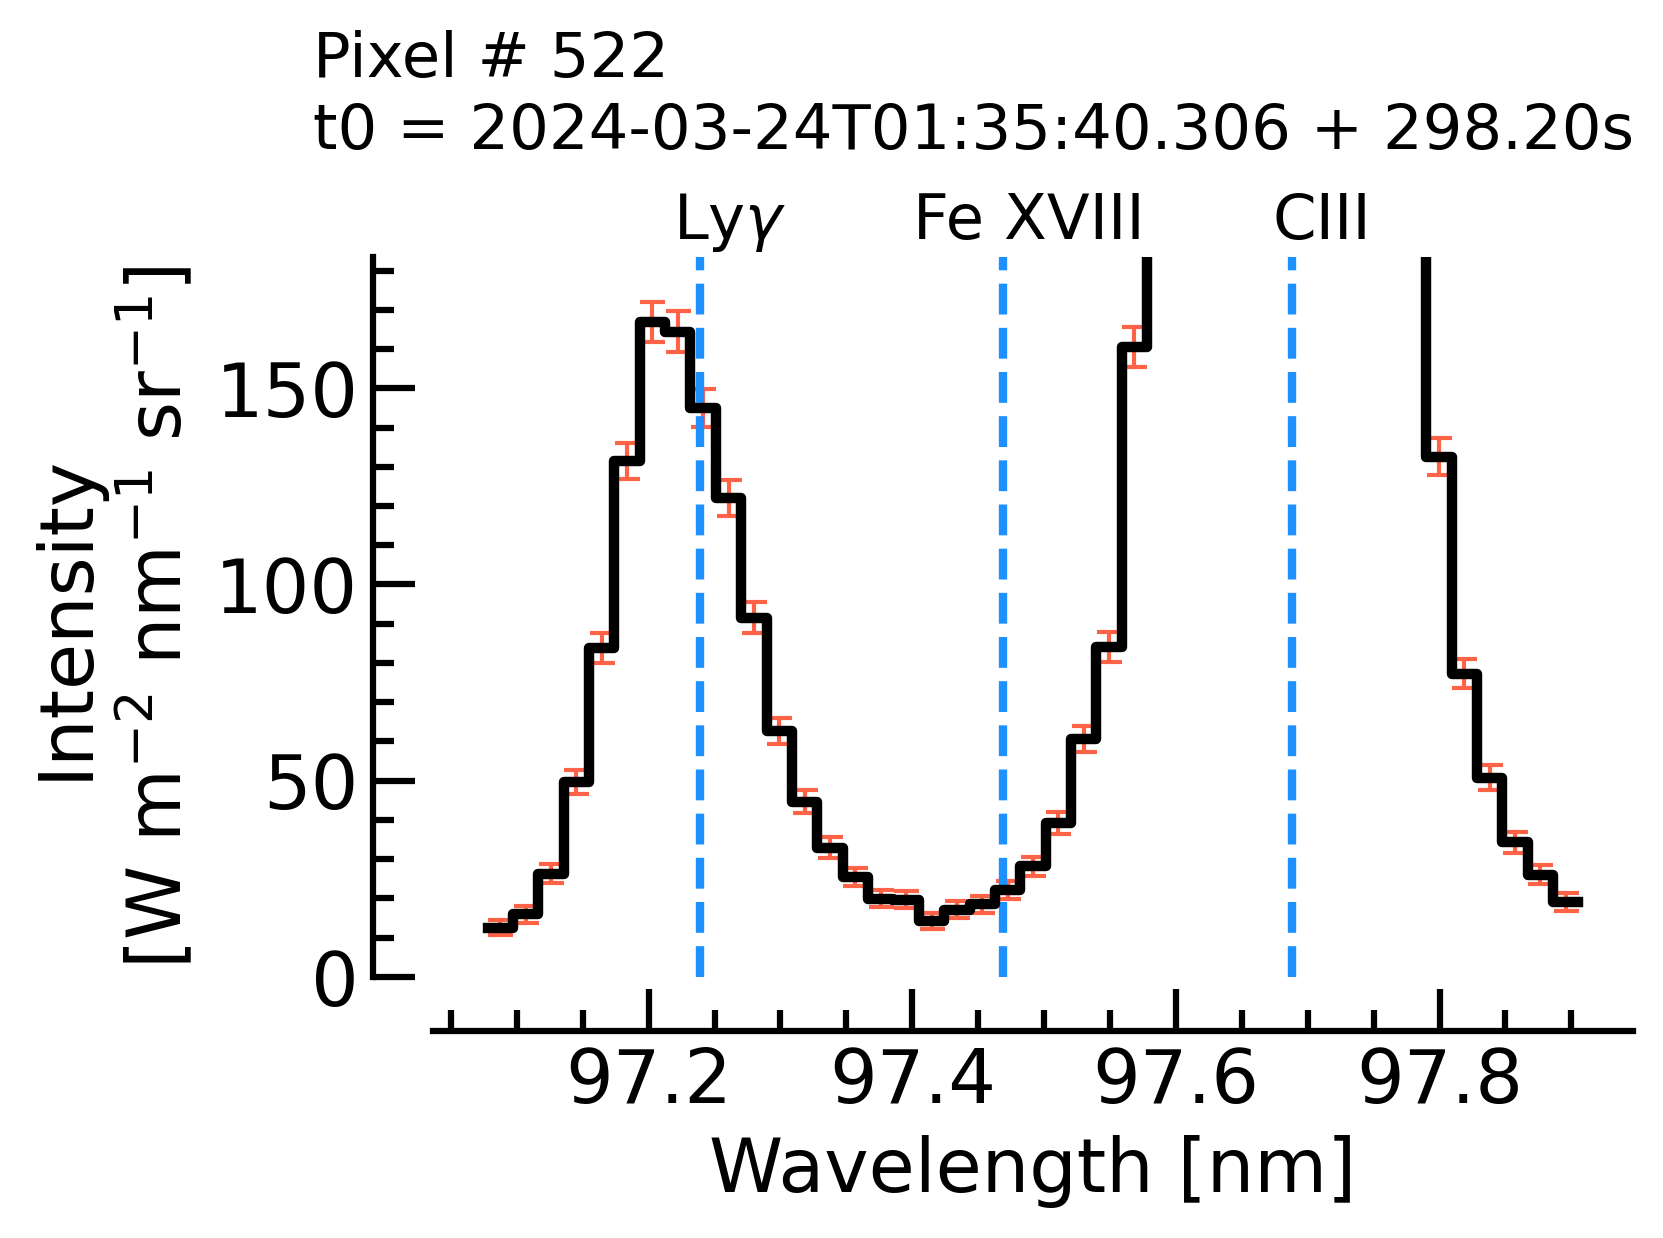 Pixel # 522
t0 = 2024-03-24T01:35:40.306 + 298.20s
Lyγ Fe XVIII CIII
Intensity
[W m⁻² nm⁻¹ sr⁻¹]
150
100
50
0
97.2 97.4 97.6 97.8
Wavelength [nm]